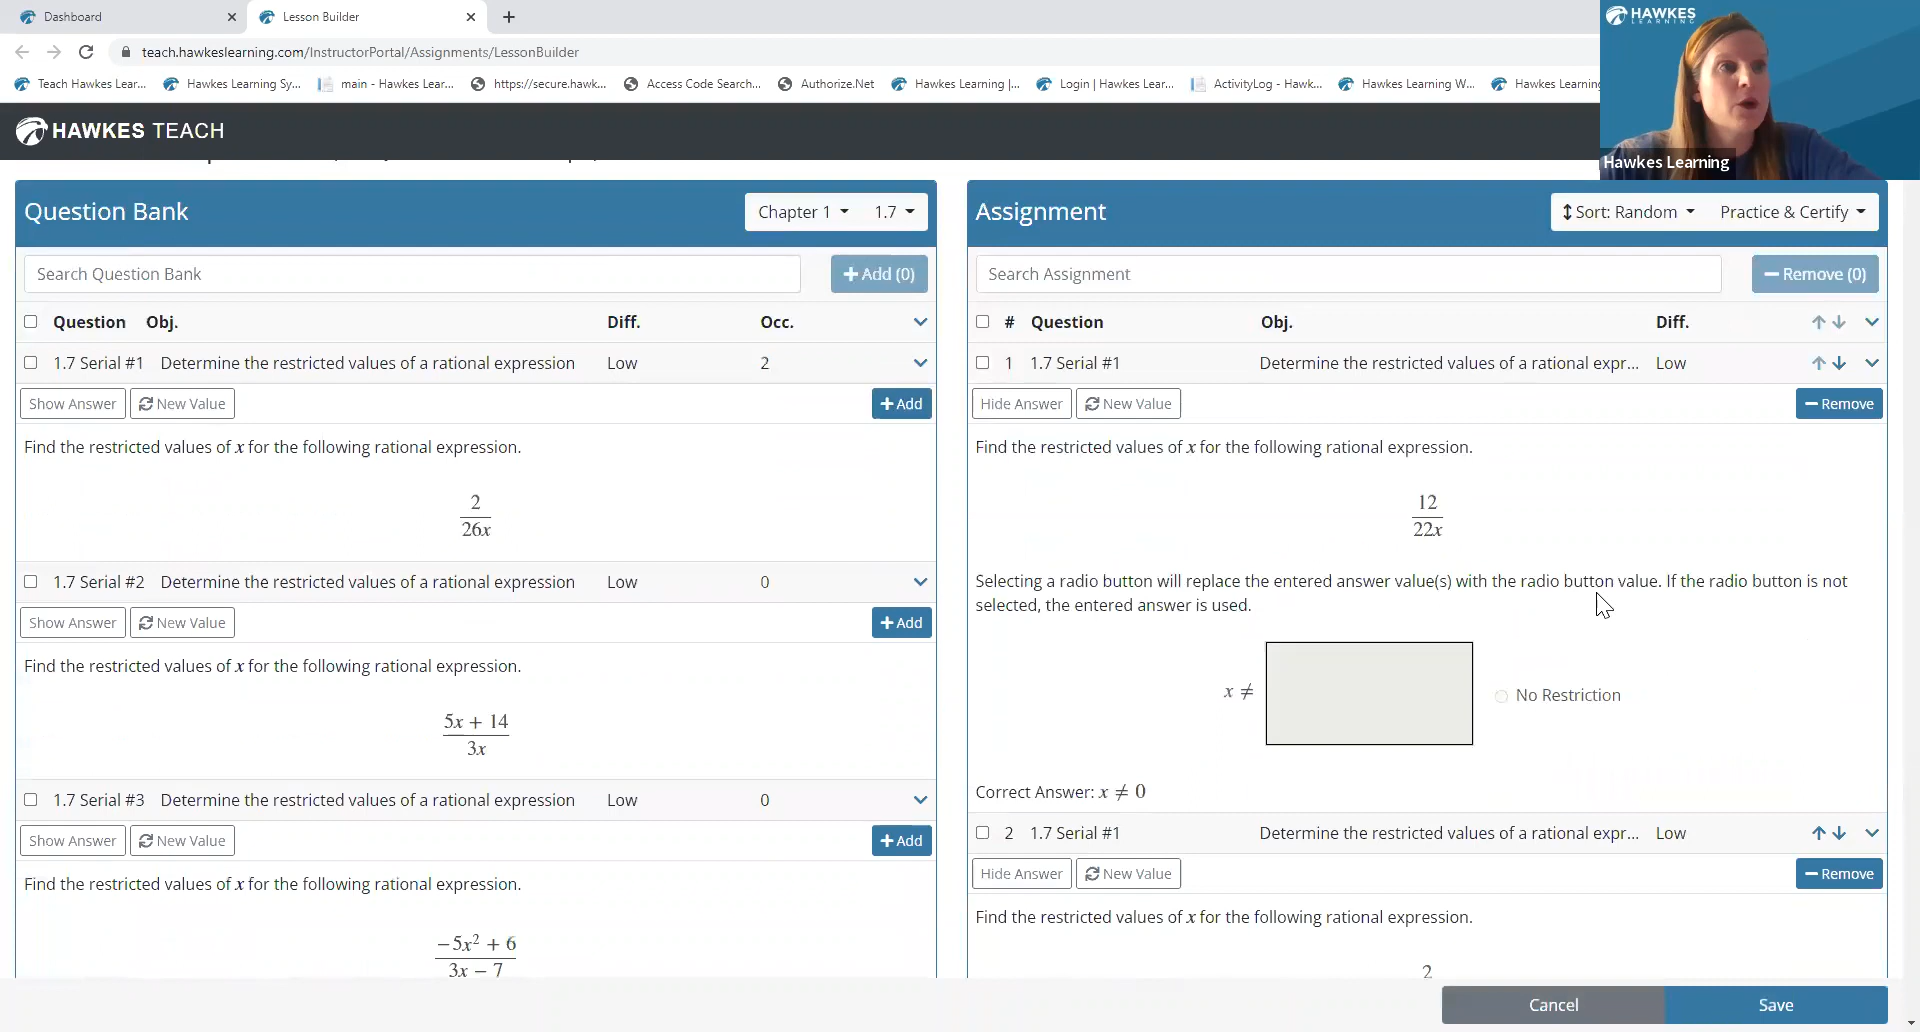 Dashboard
Lesson Builder
teach.hawkeslearning.com/InstructorPortal/Assignments/LessonBuilder
Teach Hawkes Lear...
Hawkes Learning Sy...
main - Hawkes Lear...
https://secure.hawk...
Access Code Search...
Authorize.Net
Hawkes Learning |...
Login | Hawkes Lear...
ActivityLog - Hawk...
Hawkes Learning W...
Hawkes Learning
HAWKES LEARNING
Hawkes Learning
HAWKES TEACH
Question Bank
Chapter 1
1.7
Search Question Bank
+ Add (0)
Question Obj. Diff. Occ.
1.7 Serial #1 Determine the restricted values of a rational expression Low 2
Show Answer New Value + Add
Find the restricted values of x for the following rational expression.
2
26x
1.7 Serial #2 Determine the restricted values of a rational expression Low 0
Show Answer New Value + Add
Find the restricted values of x for the following rational expression.
5x + 14
3x
1.7 Serial #3 Determine the restricted values of a rational expression Low 0
Show Answer New Value + Add
Find the restricted values of x for the following rational expression.
−5x² + 6
3x − 7
Assignment
Sort: Random
Practice & Certify
Search Assignment
− Remove (0)
# Question Obj. Diff.
1 1.7 Serial #1 Determine the restricted values of a rational expr... Low
Hide Answer New Value − Remove
Find the restricted values of x for the following rational expression.
12
22x
Selecting a radio button will replace the entered answer value(s) with the radio button value. If the radio button is not
selected, the entered answer is used.
x ≠
No Restriction
Correct Answer: x ≠ 0
2 1.7 Serial #1 Determine the restricted values of a rational expr... Low
Hide Answer New Value − Remove
Find the restricted values of x for the following rational expression.
2
Cancel
Save